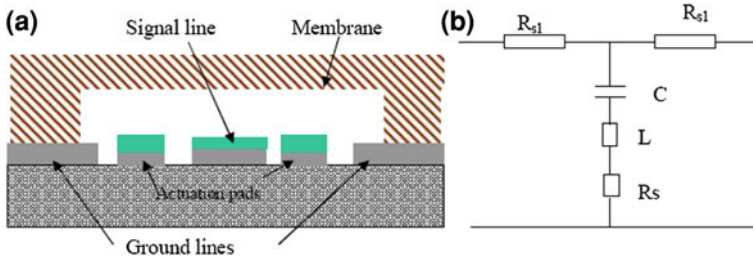 (a)
Signal line
Membrane
Actuation pads
Ground lines
(b)
Rs1
Rs1
C
L
Rs